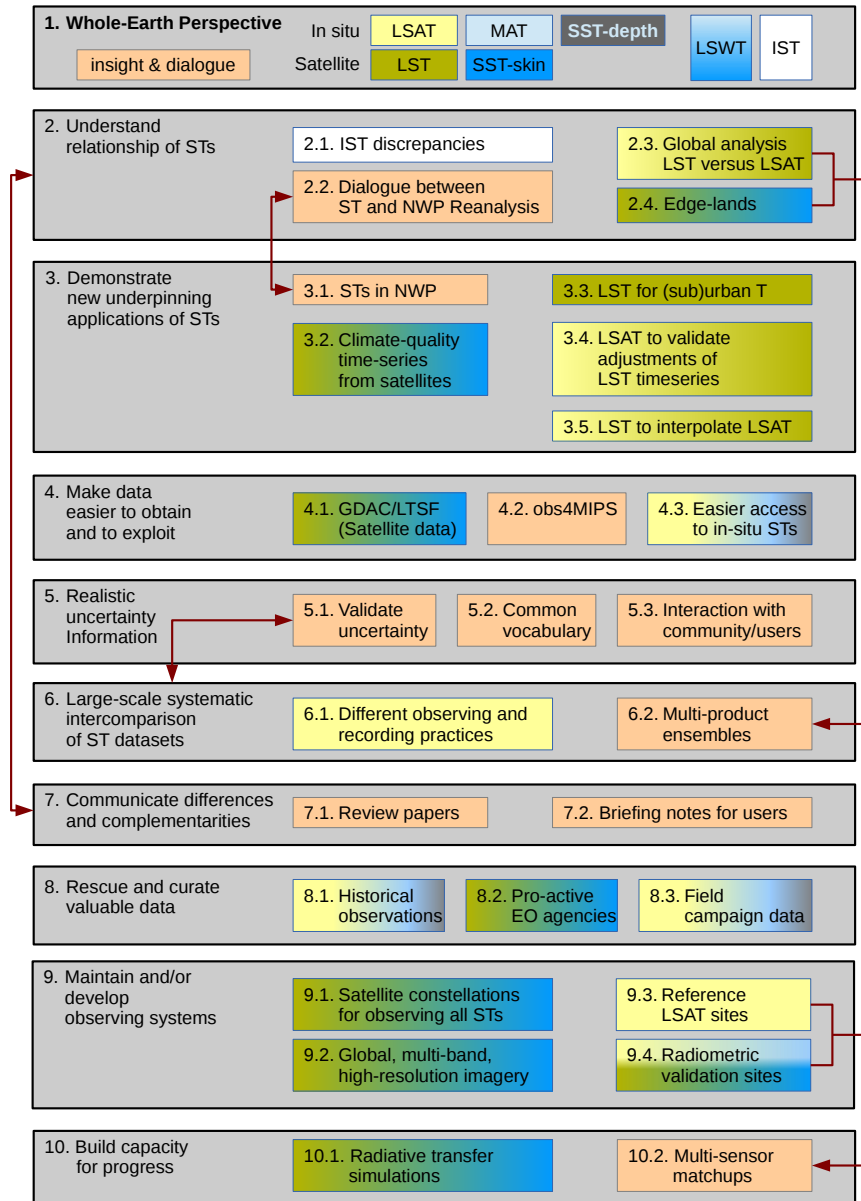 1. Whole-Earth Perspective
In situ
LSAT
MAT
SST-depth
LSWT
IST
insight & dialogue
Satellite
LST
SST-skin
2. Understand
relationship of STs
2.1. IST discrepancies
2.2. Dialogue between
ST and NWP Reanalysis
2.3. Global analysis
LST versus LSAT
2.4. Edge-lands
3. Demonstrate
new underpinning
applications of STs
3.1. STs in NWP
3.2. Climate-quality
time-series
from satellites
3.3. LST for (sub)urban T
3.4. LSAT to validate
adjustments of
LST timeseries
3.5. LST to interpolate LSAT
4. Make data
easier to obtain
and to exploit
4.1. GDAC/LTSF
(Satellite data)
4.2. obs4MIPS
4.3. Easier access
to in-situ STs
5. Realistic
uncertainty
Information
5.1. Validate
uncertainty
5.2. Common
vocabulary
5.3. Interaction with
community/users
6. Large-scale systematic
intercomparison
of ST datasets
6.1. Different observing and
recording practices
6.2. Multi-product
ensembles
7. Communicate differences
and complementarities
7.1. Review papers
7.2. Briefing notes for users
8. Rescue and curate
valuable data
8.1. Historical
observations
8.2. Pro-active
EO agencies
8.3. Field
campaign data
9. Maintain and/or
develop
observing systems
9.1. Satellite constellations
for observing all STs
9.2. Global, multi-band,
high-resolution imagery
9.3. Reference
LSAT sites
9.4. Radiometric
validation sites
10. Build capacity
for progress
10.1. Radiative transfer
simulations
10.2. Multi-sensor
matchups